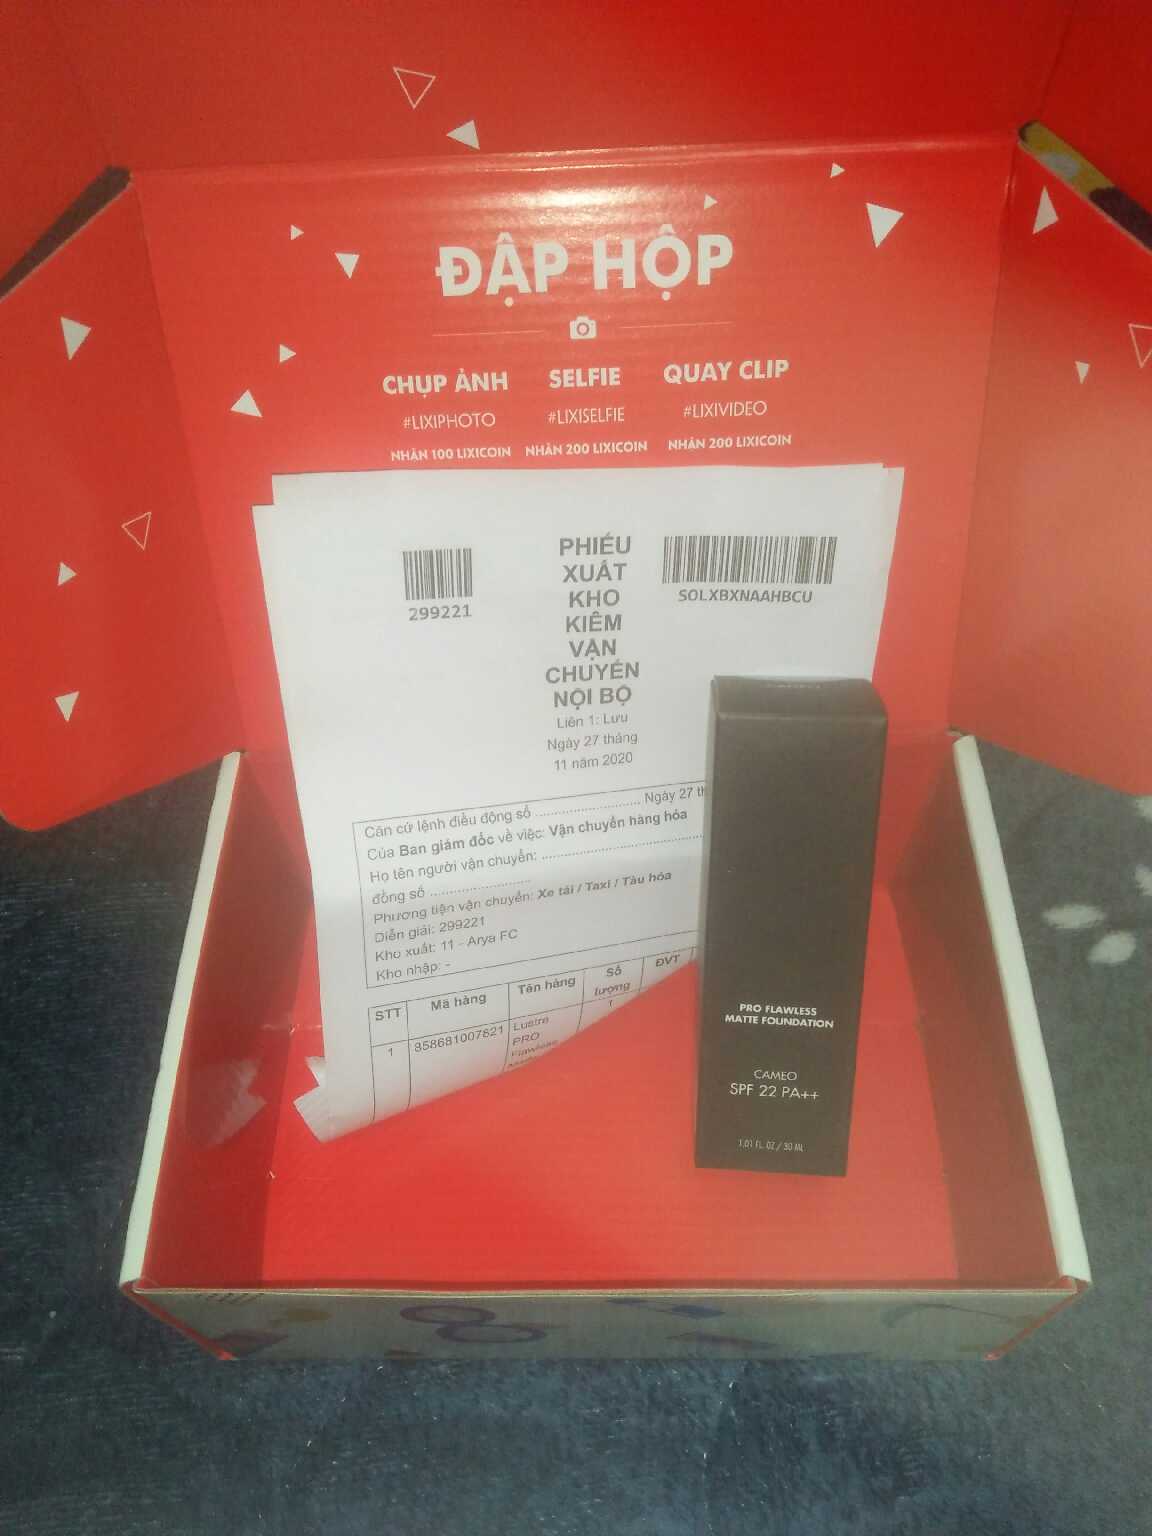 ĐẬP HỘP
CHỤP ẢNH SELFIE QUAY CLIP
#LIXIPHOTO #LIXISELFIE #LIXIVIDEO
NHẬN 100 LIXICOIN NHẬN 200 LIXICOIN NHẬN 200 LIXICOIN
299221
PHIẾU
XUẤT
KHO
KIÊM
VẬN
CHUYỂN
NỘI BỘ
SOLXBXNAAHBCU
Liên 1: Lưu
Ngày 27 tháng
11 năm 2020
Căn cứ lệnh điều động số ........................... Ngày 27 th
Của Ban giám đốc về việc: Vận chuyển hàng hóa
Họ tên người vận chuyển: ..........................................
đồng số ...........................
Phương tiện vận chuyển: Xe tải / Taxi / Tàu hỏa
Diễn giải: 299221
Kho xuất: 11 - Arya FC
Kho nhập: -
STT Mã hàng Tên hàng Số lượng ĐVT
1 858681007821 Lustre 1
PRO
Flawless
CAMEO
PRO FLAWLESS
MATTE FOUNDATION
CAMEO
SPF 22 PA++
1.01 FL. OZ / 30 ML